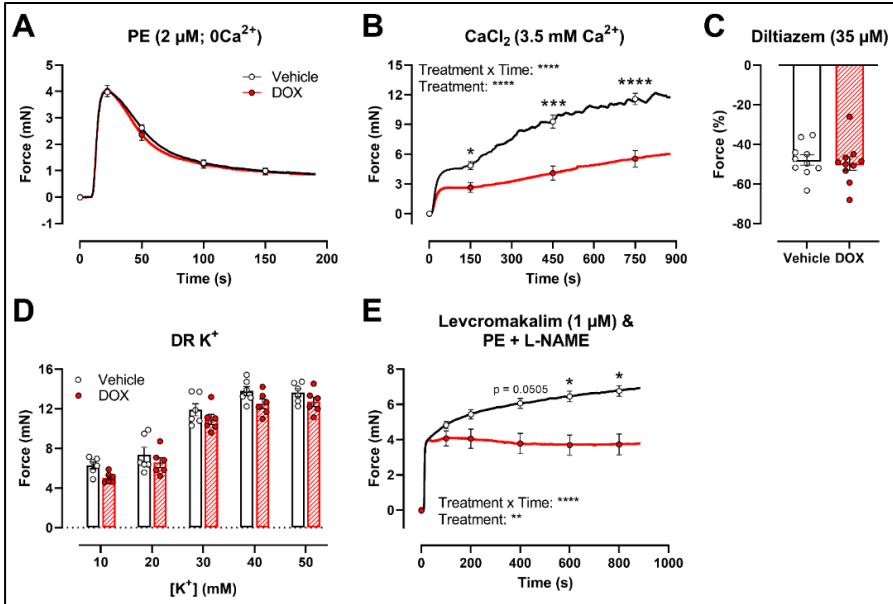 A
PE (2 µM; 0Ca²⁺)
Force (mN)
5
4
3
2
1
0
-1
Vehicle
DOX
0
50
100
150
200
Time (s)
B
CaCl₂ (3.5 mM Ca²⁺)
Force (mN)
15
12
9
6
3
0
Treatment x Time: ****
Treatment: ****
*
***
****
0
150
300
450
600
750
900
Time (s)
C
Diltiazem (35 µM)
Force (%)
0
-20
-40
-60
-80
Vehicle
DOX
D
DR K⁺
Force (mN)
16
12
8
4
0
Vehicle
DOX
10
20
30
40
50
[K⁺] (mM)
E
Levcromakalim (1 µM) &
PE + L-NAME
Force (mN)
8
6
4
2
0
p = 0.0505
*
*
Treatment x Time: ****
Treatment: **
0
200
400
600
800
1000
Time (s)